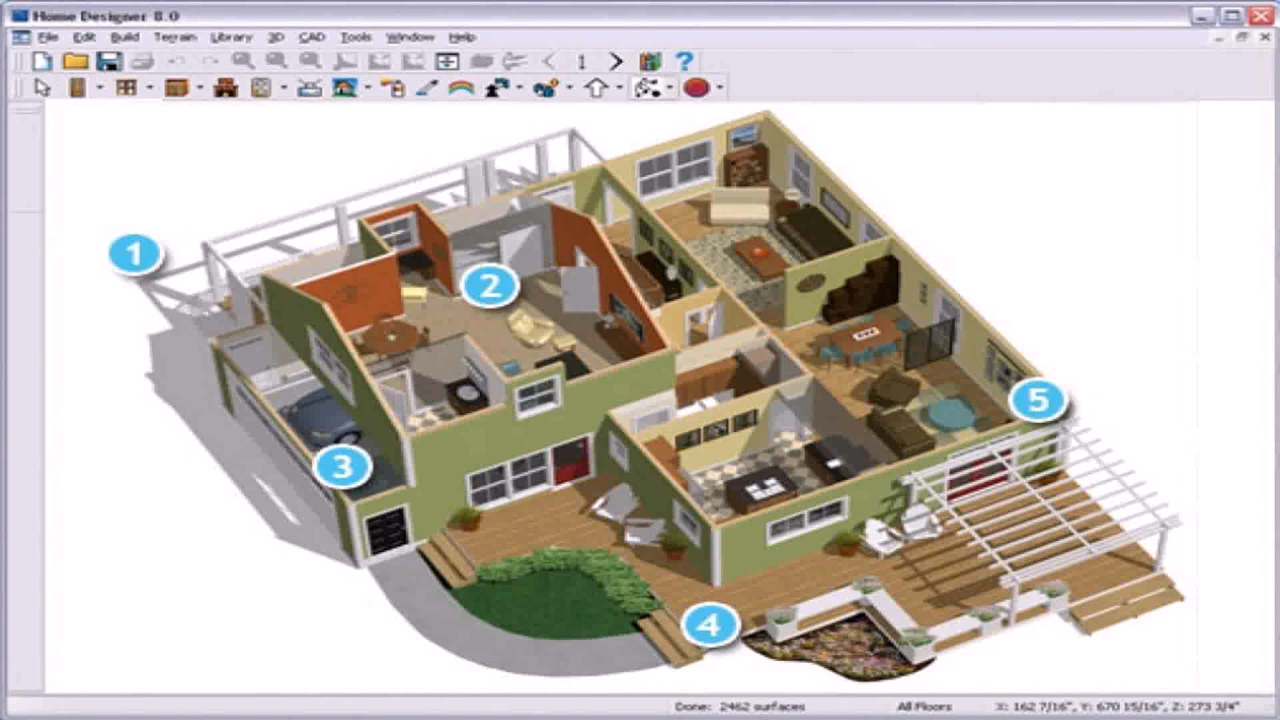 Home Designer 8.0
File Edit Build Terrain Library 3D CAD Tools Window Help
1
1
2
3
5
4
Done: 2462 surfaces All Floors X: 162 7/16", Y: 670 15/16", Z: 273 3/4"